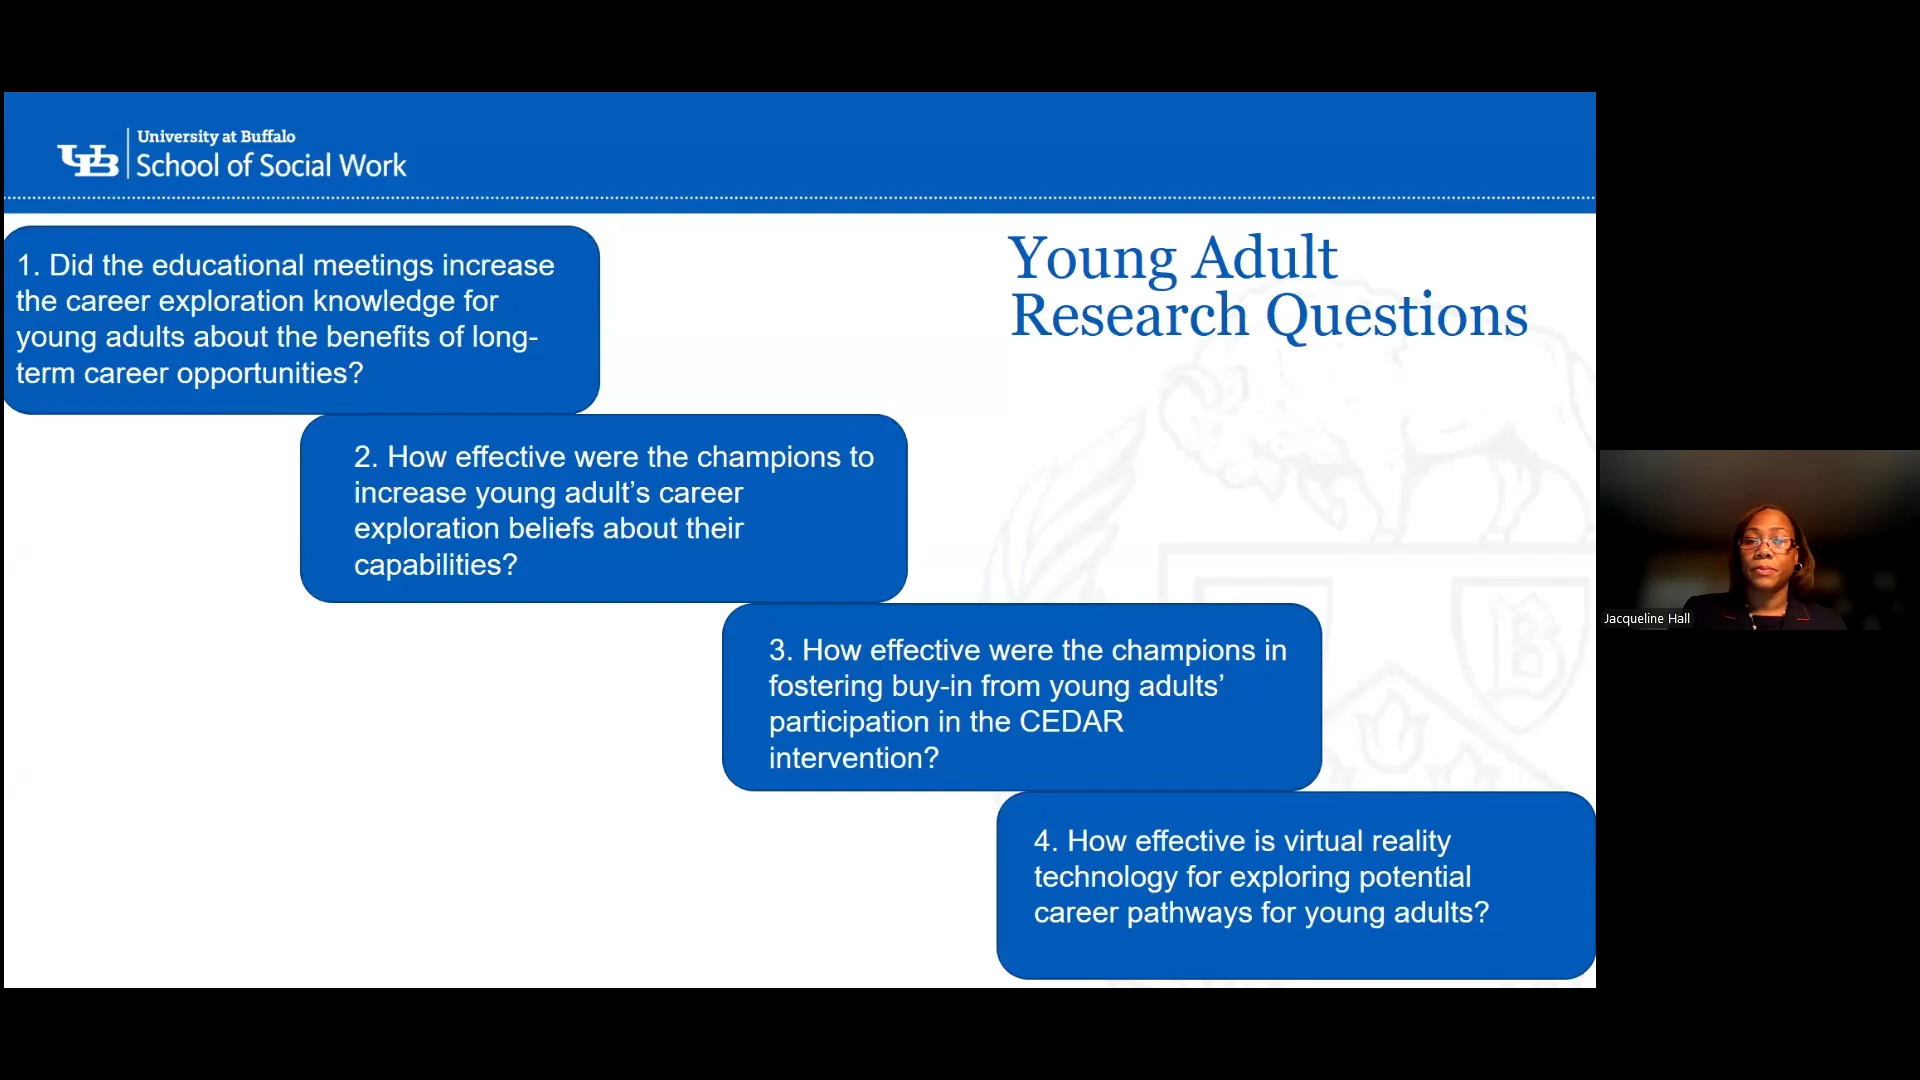 UB
University at Buffalo
School of Social Work
Young Adult
Research Questions
1. Did the educational meetings increase
the career exploration knowledge for
young adults about the benefits of long-
term career opportunities?
2. How effective were the champions to
increase young adult’s career
exploration beliefs about their
capabilities?
3. How effective were the champions in
fostering buy-in from young adults’
participation in the CEDAR
intervention?
4. How effective is virtual reality
technology for exploring potential
career pathways for young adults?
Jacqueline Hall